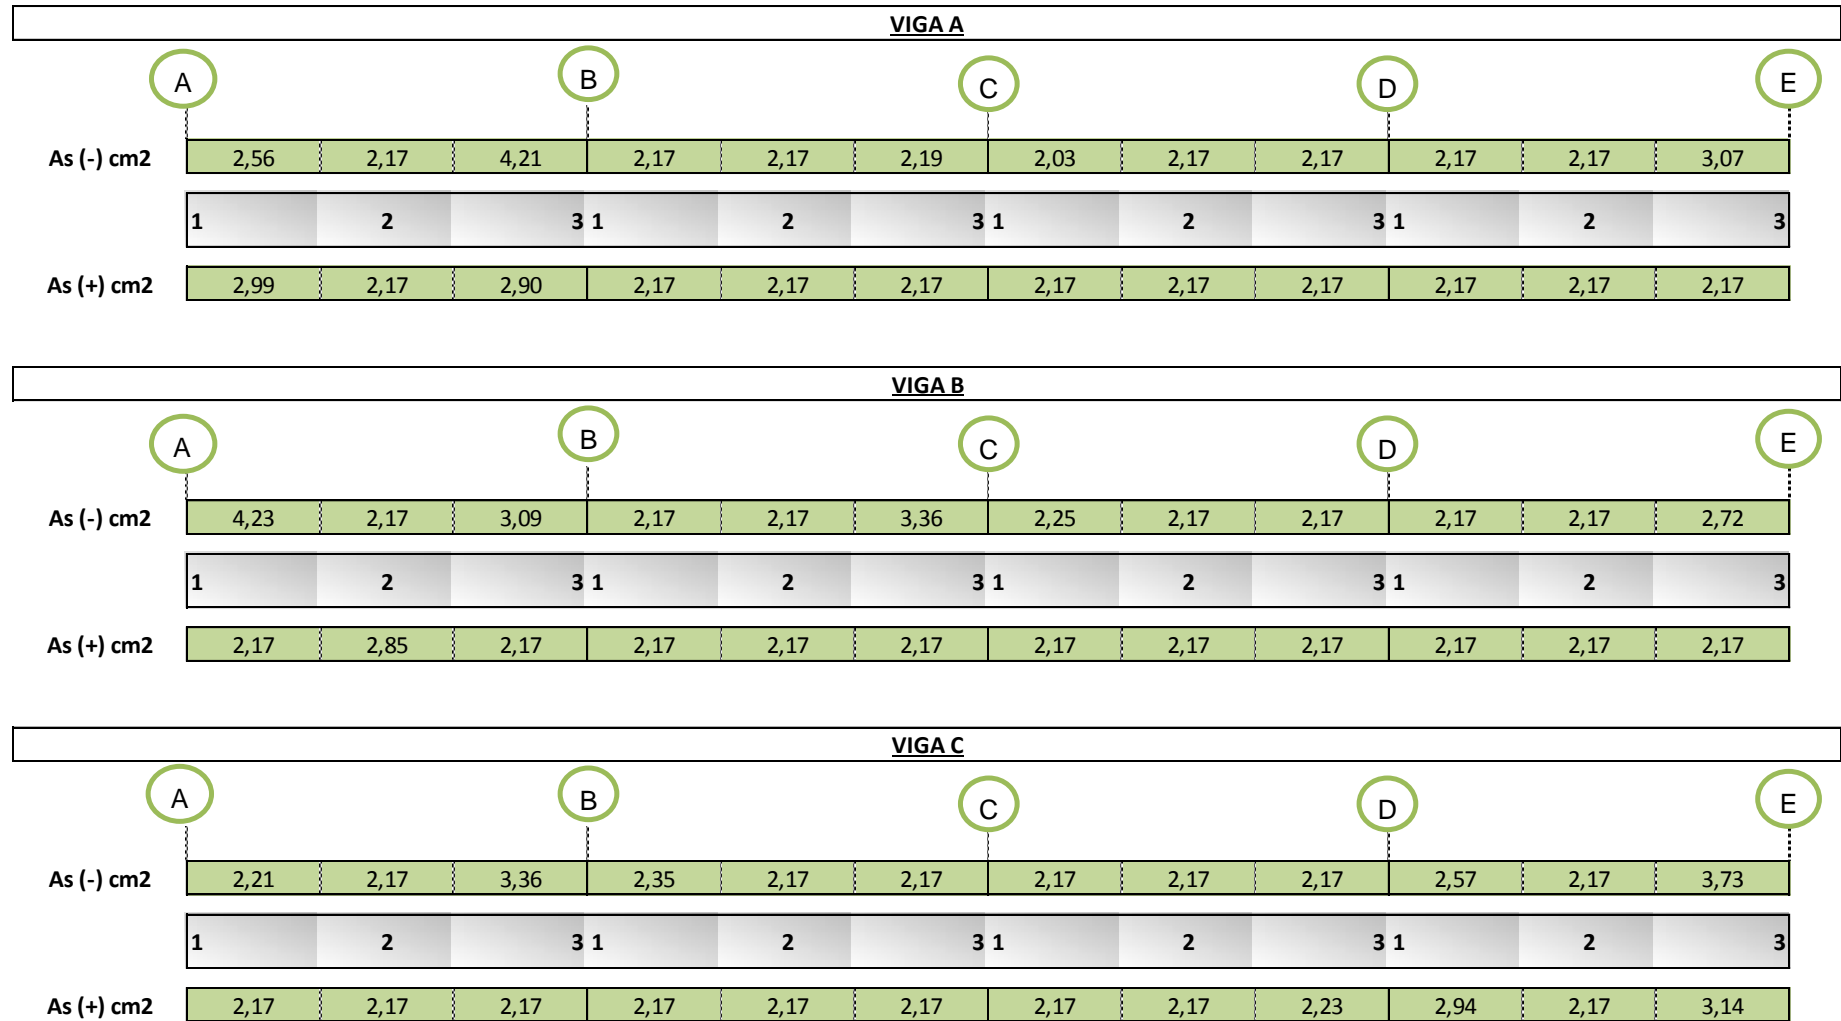 VIGA A
A B C D E
As (-) cm2 2,56 2,17 4,21 2,17 2,17 2,19 2,03 2,17 2,17 2,17 2,17 3,07
1 2 3 1 2 3 1 2 3 1 2 3
As (+) cm2 2,99 2,17 2,90 2,17 2,17 2,17 2,17 2,17 2,17 2,17 2,17 2,17
VIGA B
A B C D E
As (-) cm2 4,23 2,17 3,09 2,17 2,17 3,36 2,25 2,17 2,17 2,17 2,17 2,72
1 2 3 1 2 3 1 2 3 1 2 3
As (+) cm2 2,17 2,85 2,17 2,17 2,17 2,17 2,17 2,17 2,17 2,17 2,17 2,17
VIGA C
A B C D E
As (-) cm2 2,21 2,17 3,36 2,35 2,17 2,17 2,17 2,17 2,17 2,57 2,17 3,73
1 2 3 1 2 3 1 2 3 1 2 3
As (+) cm2 2,17 2,17 2,17 2,17 2,17 2,17 2,17 2,17 2,23 2,94 2,17 3,14